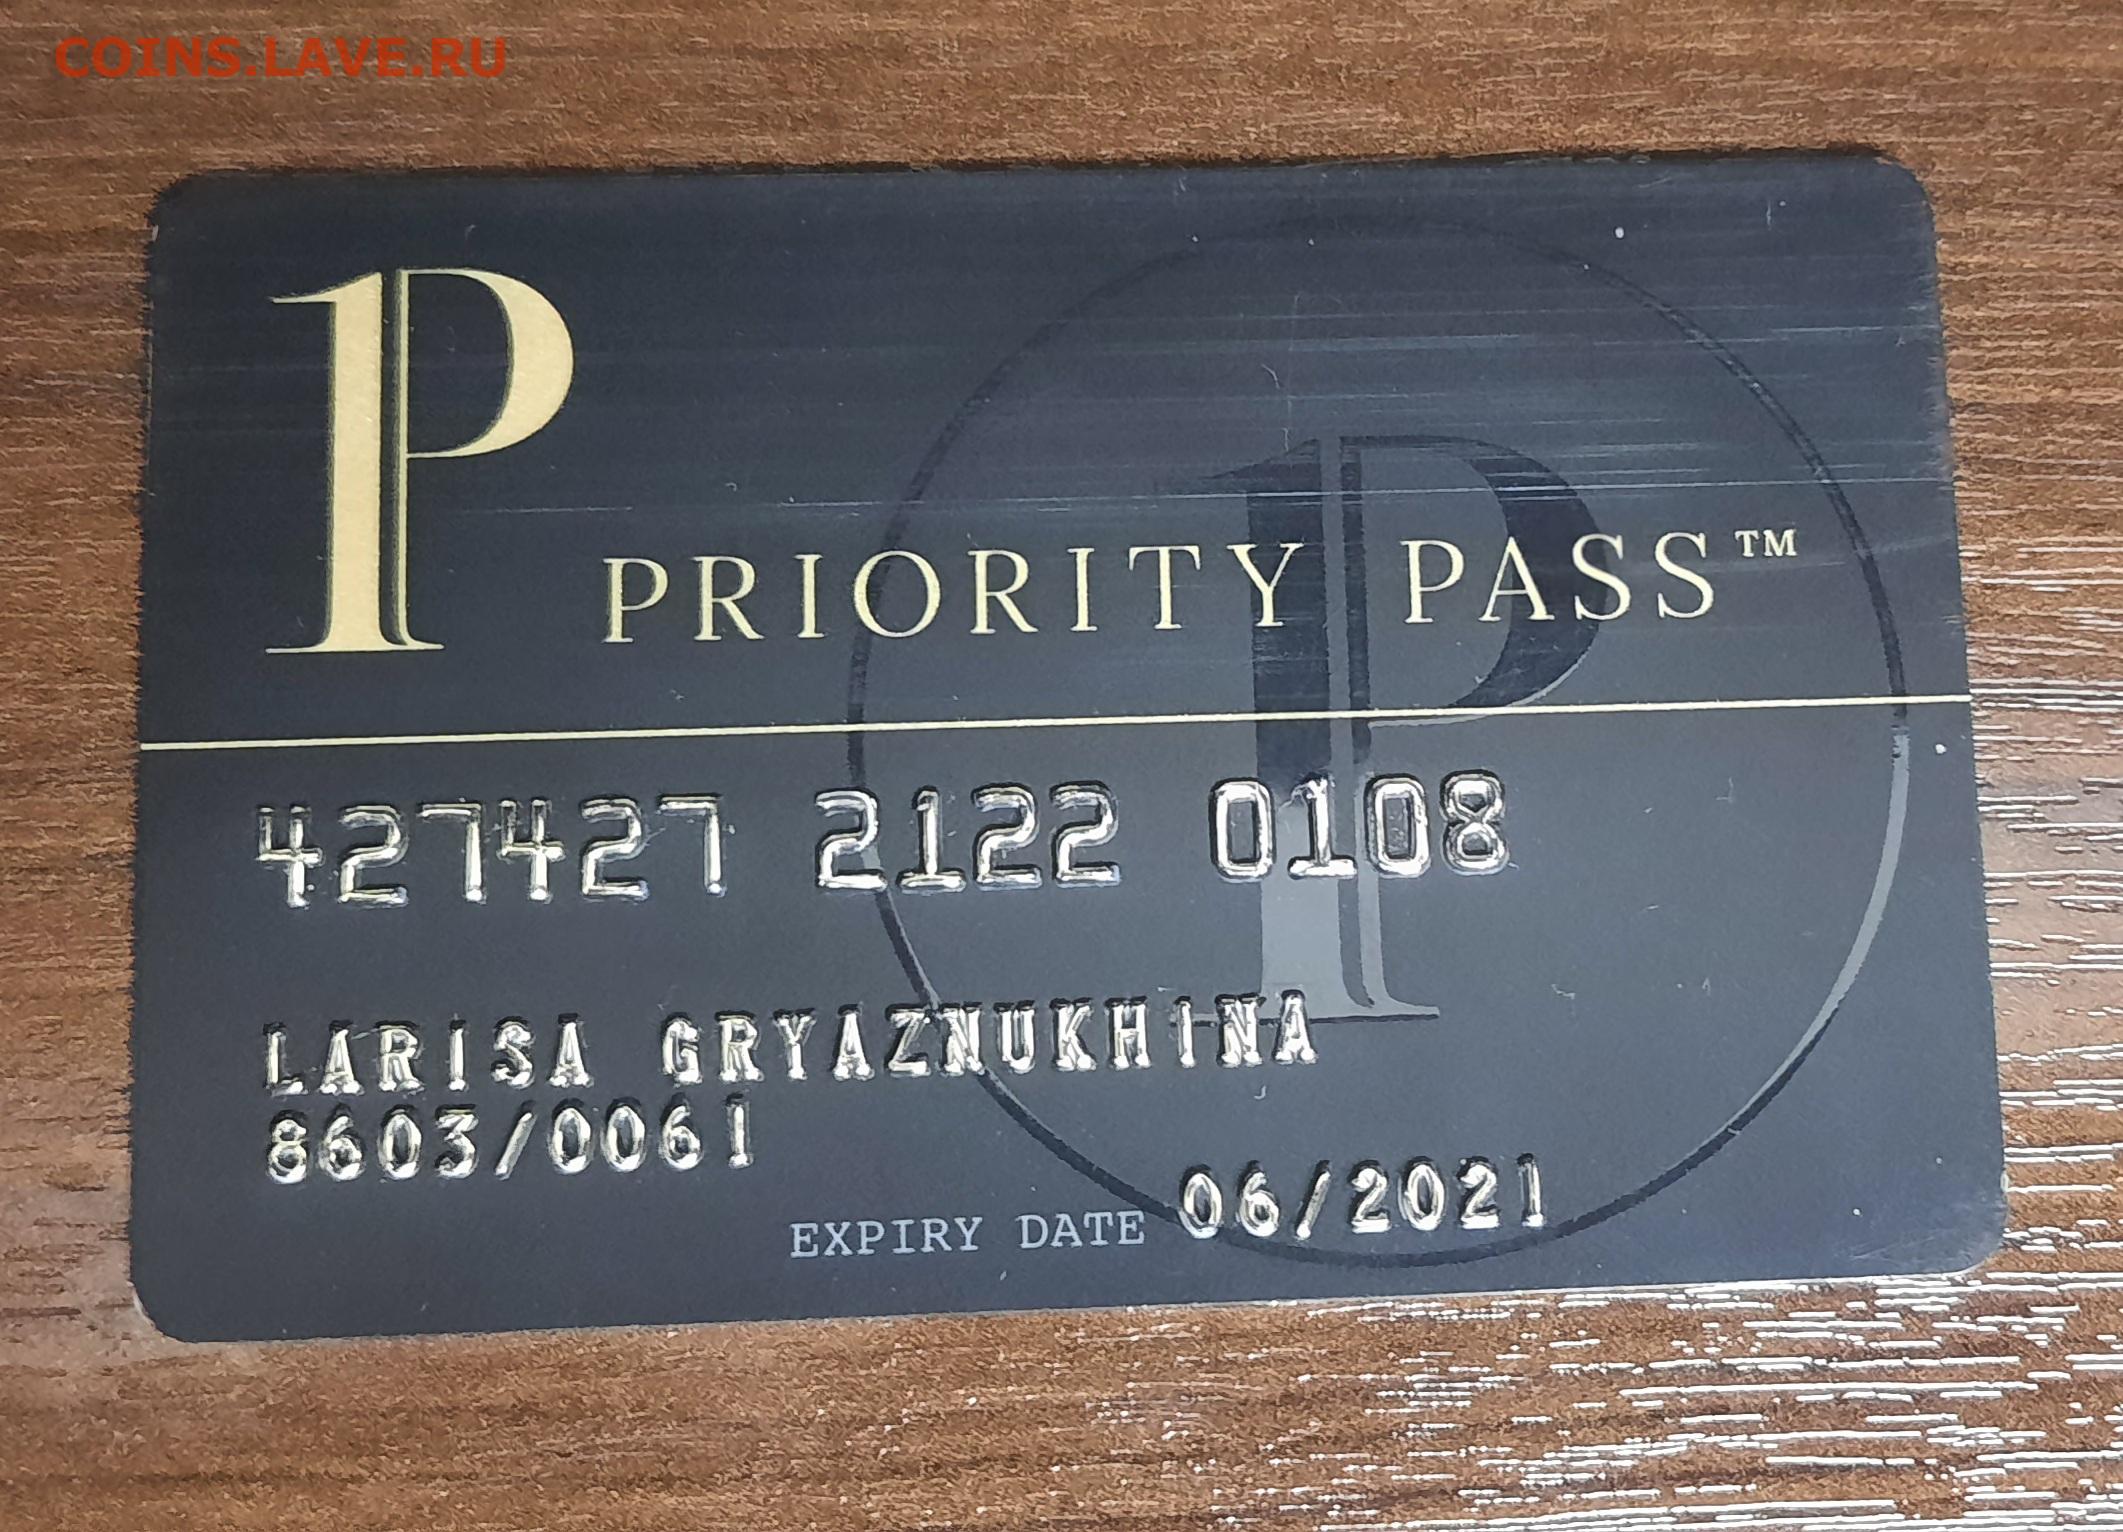 COINS.LAVE.RU
PRIORITY PASS™
427427 2122 0108
LARISA GRYAZNUKHINA
8603/0061
EXPIRY DATE 06/2021